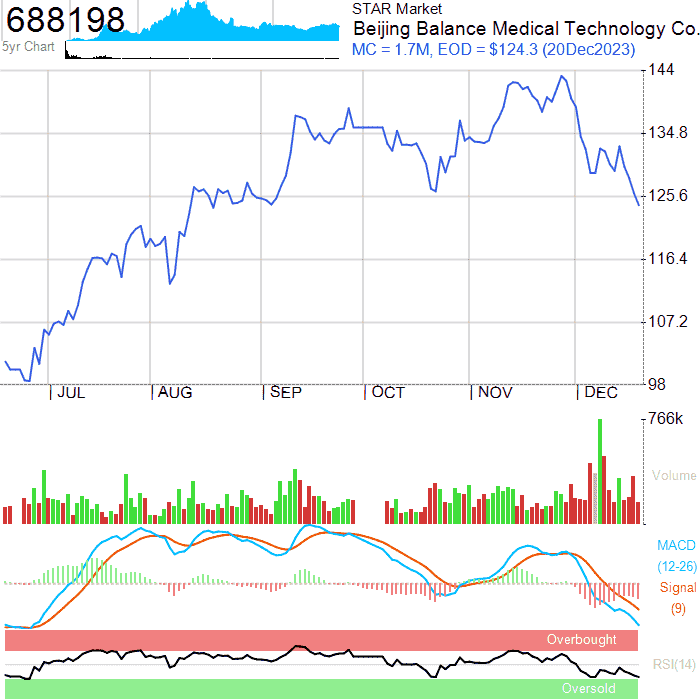 688198
5yr Chart
STAR Market
Beijing Balance Medical Technology Co.
MC = 1.7M, EOD = $124.3 (20Dec2023)
144
134.8
125.6
116.4
107.2
98
JUL
AUG
SEP
OCT
NOV
DEC
766k
Volume
MACD
(12-26)
Signal
(9)
Overbought
RSI(14)
Oversold